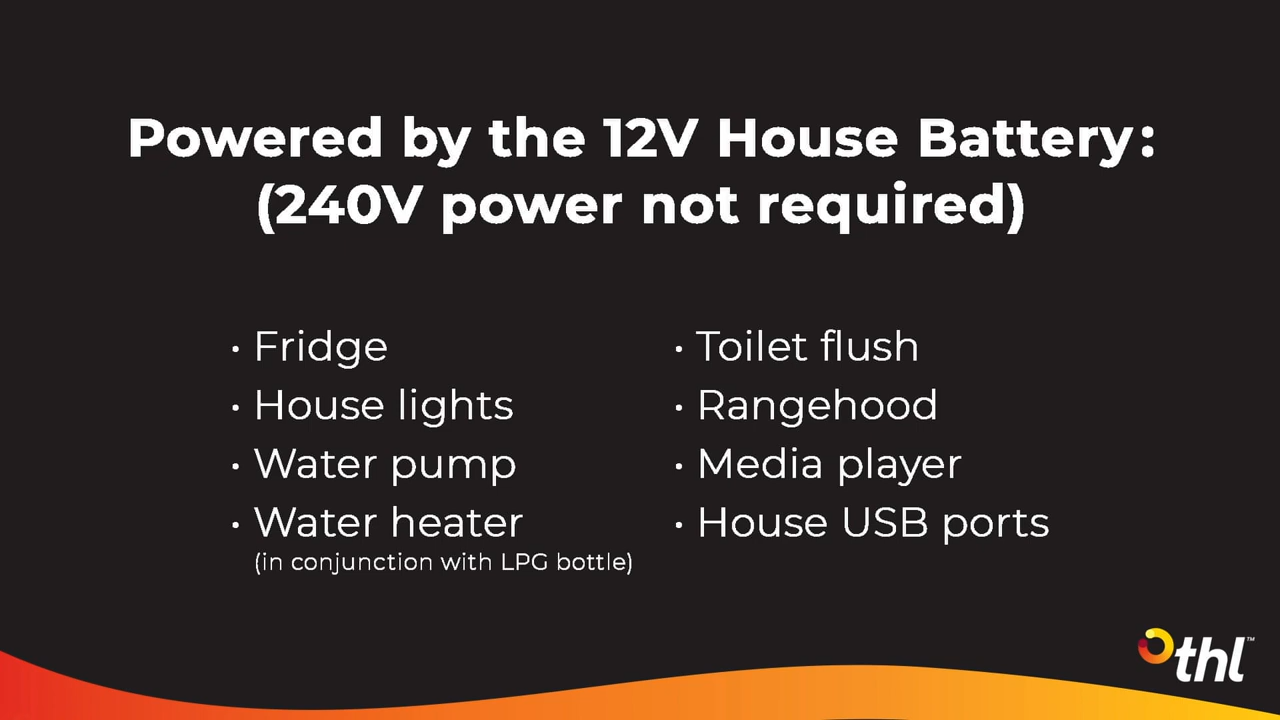 Powered by the 12V House Battery:
(240V power not required)
· Fridge
· House lights
· Water pump
· Water heater
(in conjunction with LPG bottle)
· Toilet flush
· Rangehood
· Media player
· House USB ports
thl™